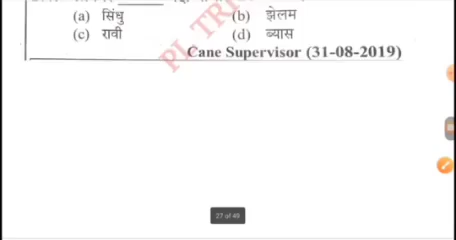 (a) सिंधु (b) झेलम
(c) रावी (d) व्यास
Cane Supervisor (31-08-2019)
27 of 49